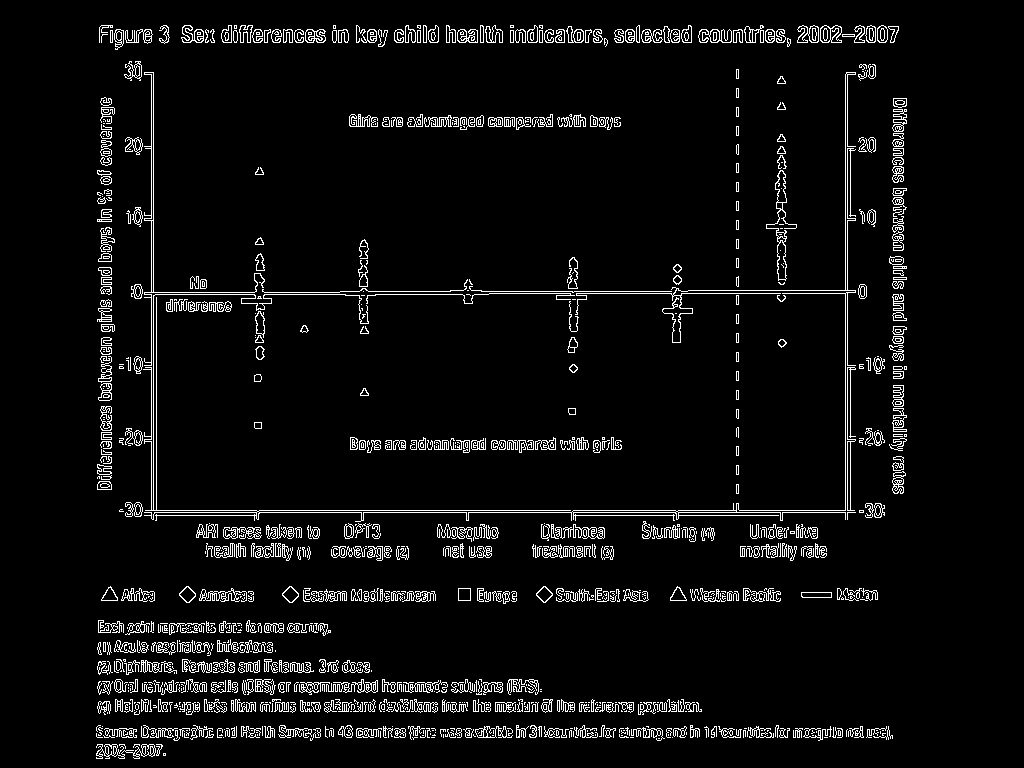 Figure 3 Sex differences in key child health indicators, selected countries, 2002–2007
Differences between girls and boys in % of coverage
30
20
10
0
-10
-20
-30
Girls are advantaged compared with boys
No
difference
Boys are advantaged compared with girls
30
20
10
0
-10
-20
-30
Differences between girls and boys in mortality rates
ARI cases taken to
health facility (1)
DPT3
coverage (2)
Mosquito
net use
Diarrhoea
treatment (3)
Stunting (4)
Under-five
mortality rate
Africa Americas Eastern Mediterranean Europe South-East Asia Western Pacific Median
Each point represents data for one country.
(1) Acute respiratory infections.
(2) Diphtheria, Pertussis and Tetanus. 3rd dose.
(3) Oral rehydration salts (ORS) or recommended homemade solutions (RHS).
(4) Height-for-age less than minus two standard deviations from the median of the reference population.
Source: Demographic and Health Surveys in 43 countries (data was available in 31 countries for stunting and in 14 countries for mosquito net use),
2002–2007.